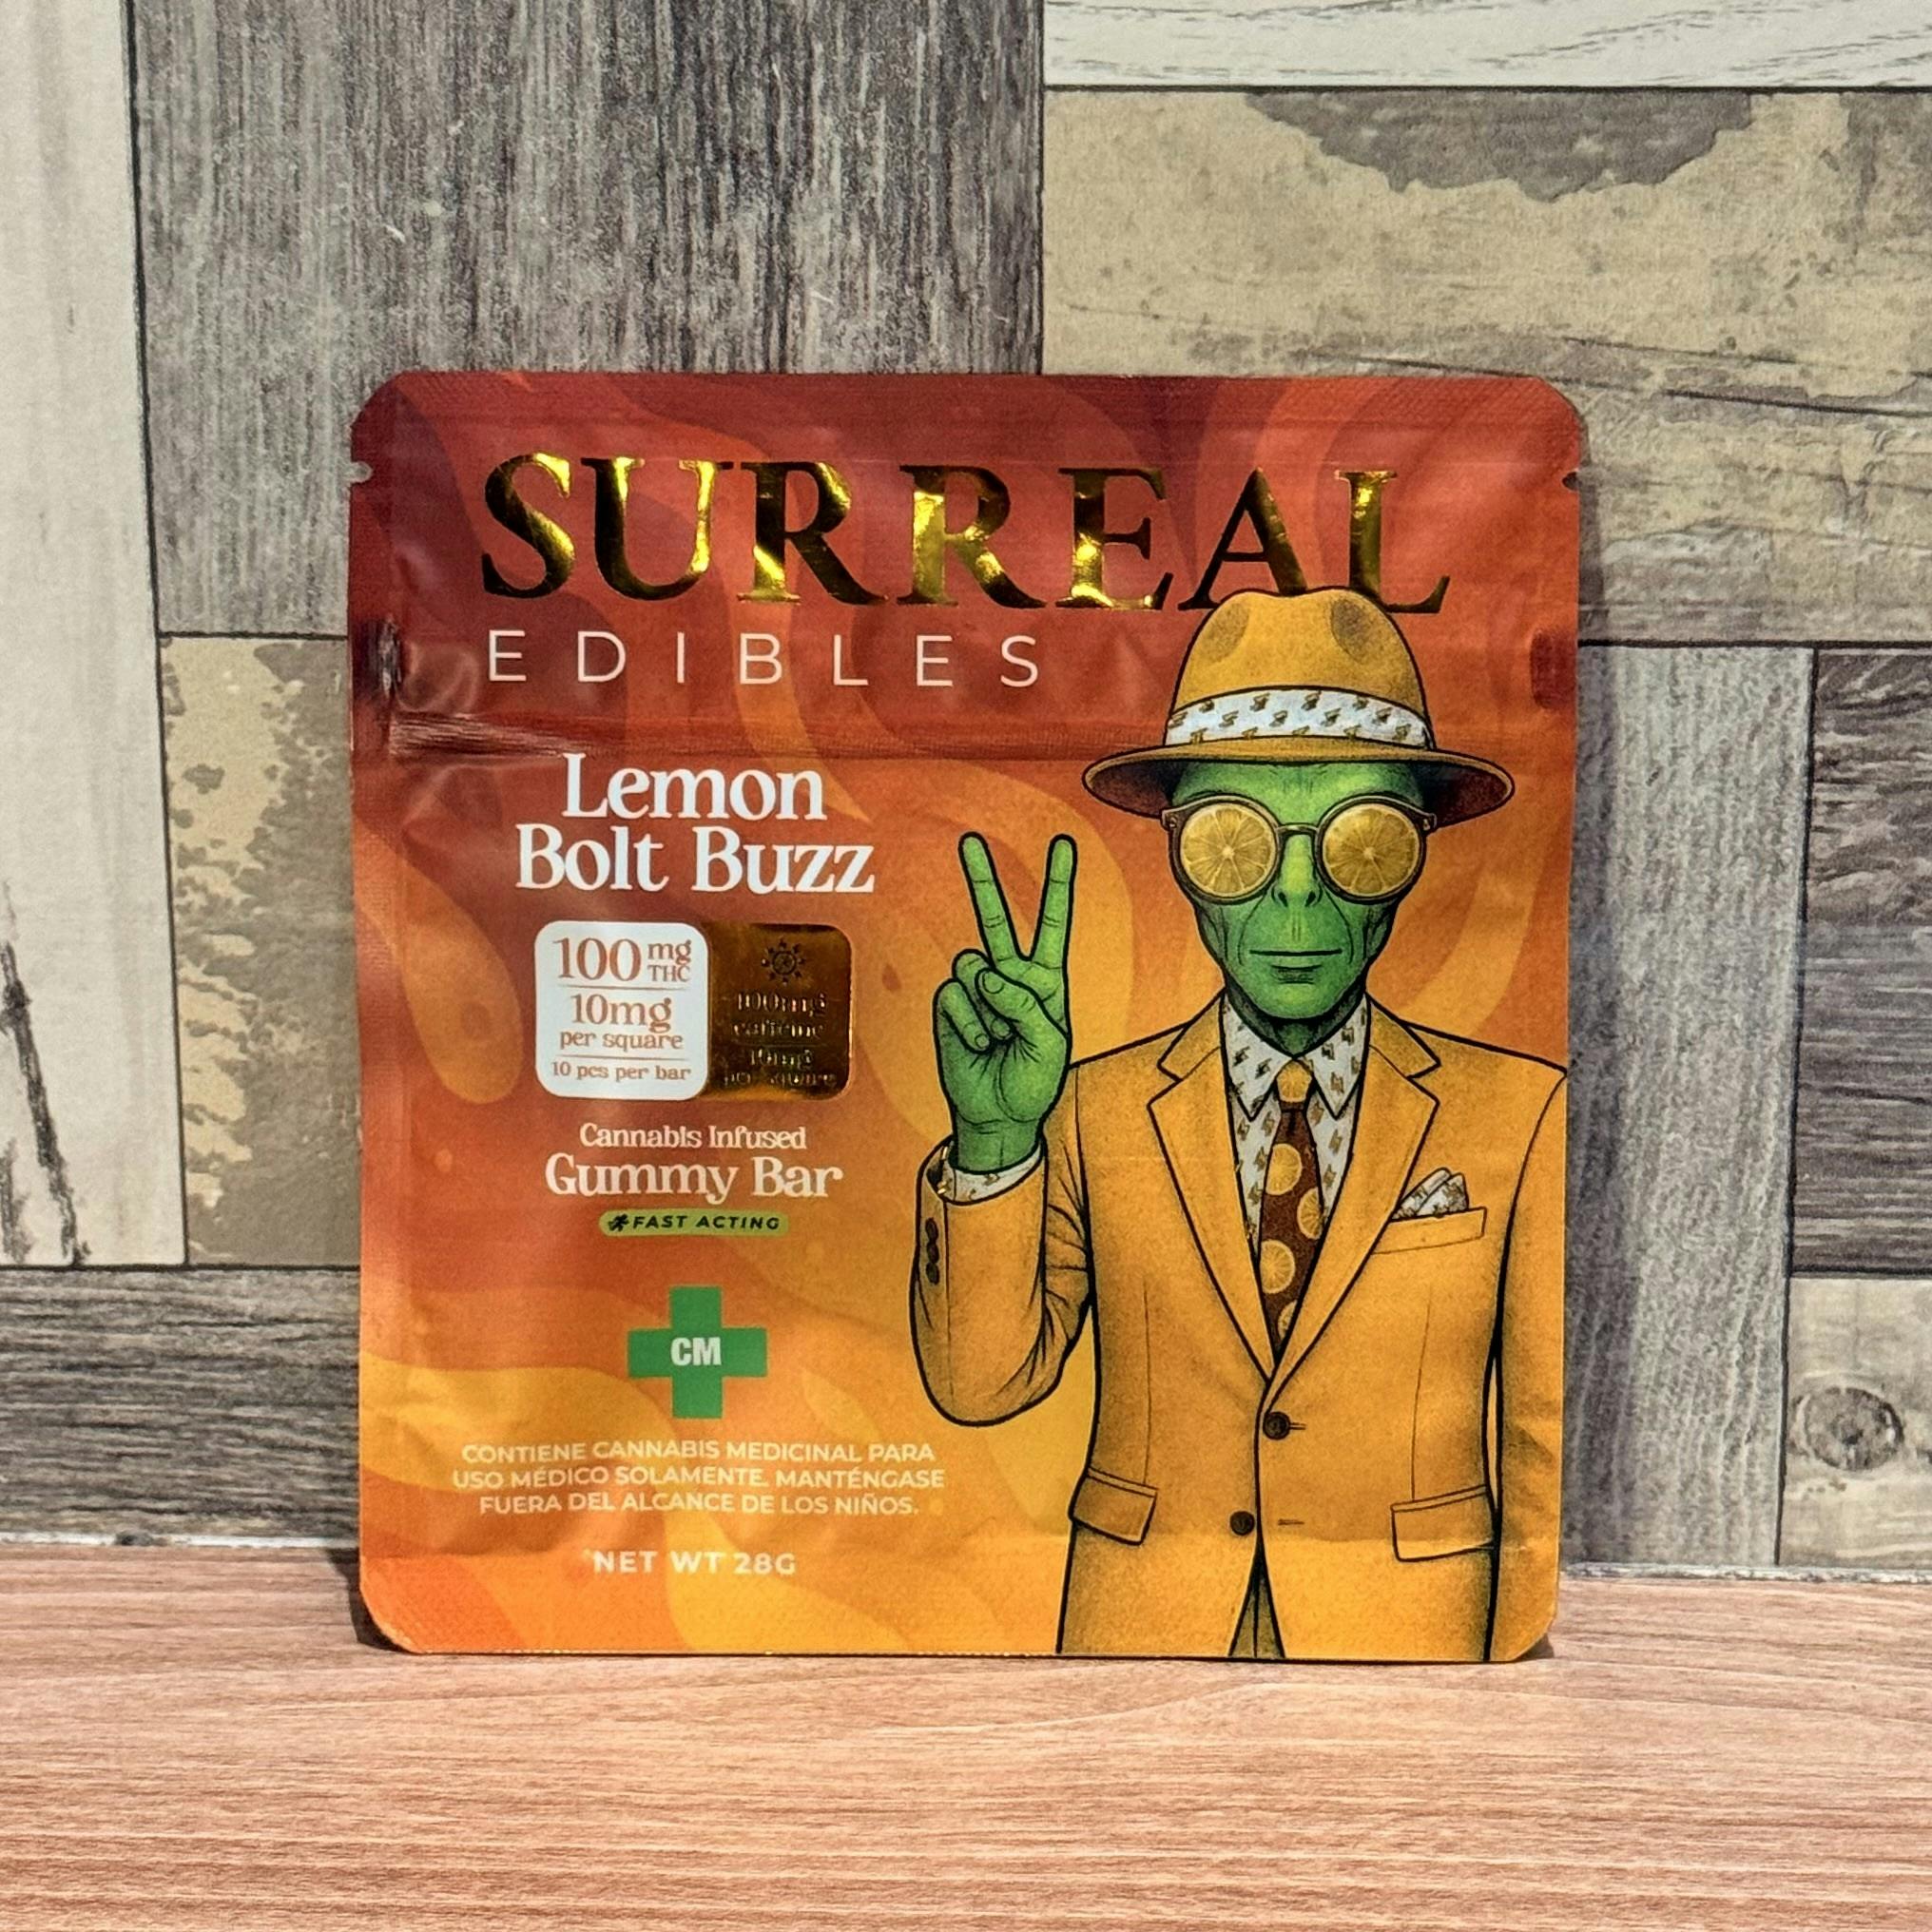 SURREAL
EDIBLES
Lemon
Bolt Buzz
100 mg
THC
10mg
per square
10 pcs per bar
100mg
caffeine
10mg
per square
Cannabis Infused
Gummy Bar
FAST ACTING
CM
CONTIENE CANNABIS MEDICINAL PARA
USO MÉDICO SOLAMENTE. MANTÉNGASE
FUERA DEL ALCANCE DE LOS NIÑOS.
*NET WT 28G